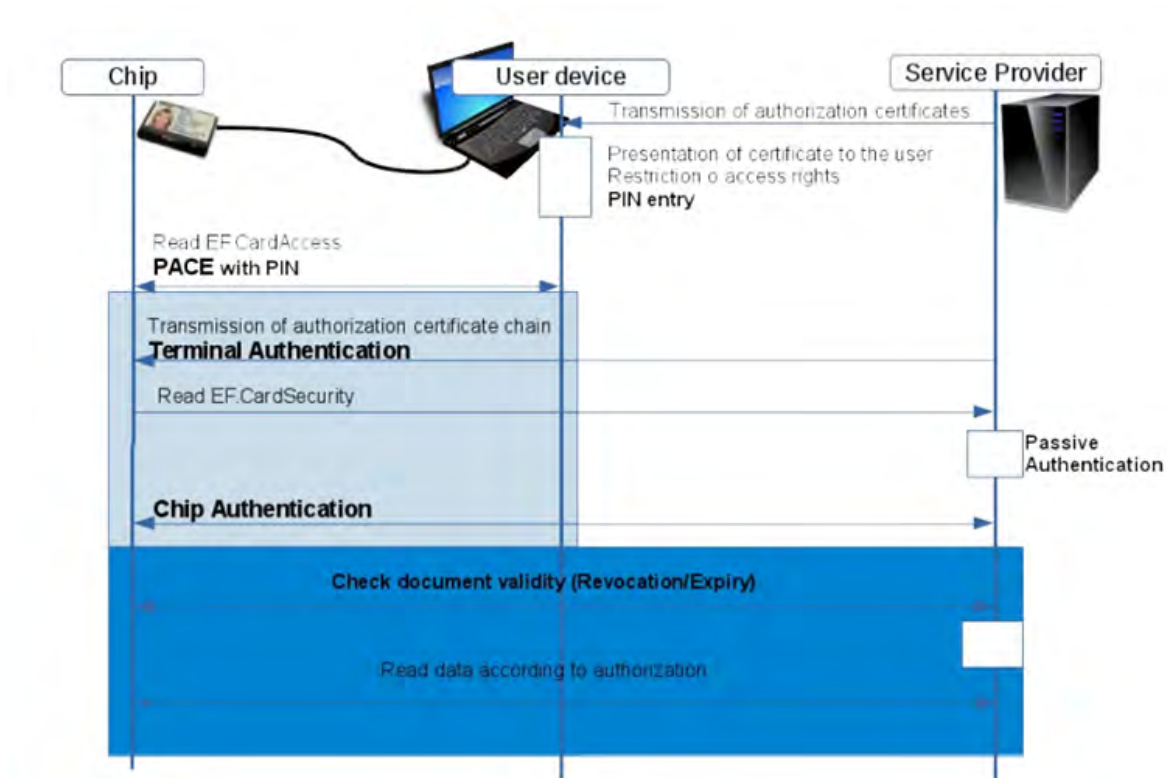 Chip
User device
Service Provider
Transmission of authorization certificates
Presentation of certificate to the user
Restriction o access rights
PIN entry
Read EF.CardAccess
PACE with PIN
Transmission of authorization certificate chain
Terminal Authentication
Read EF.CardSecurity
Passive
Authentication
Chip Authentication
Check document validity (Revocation/Expiry)
Read data according to authorization